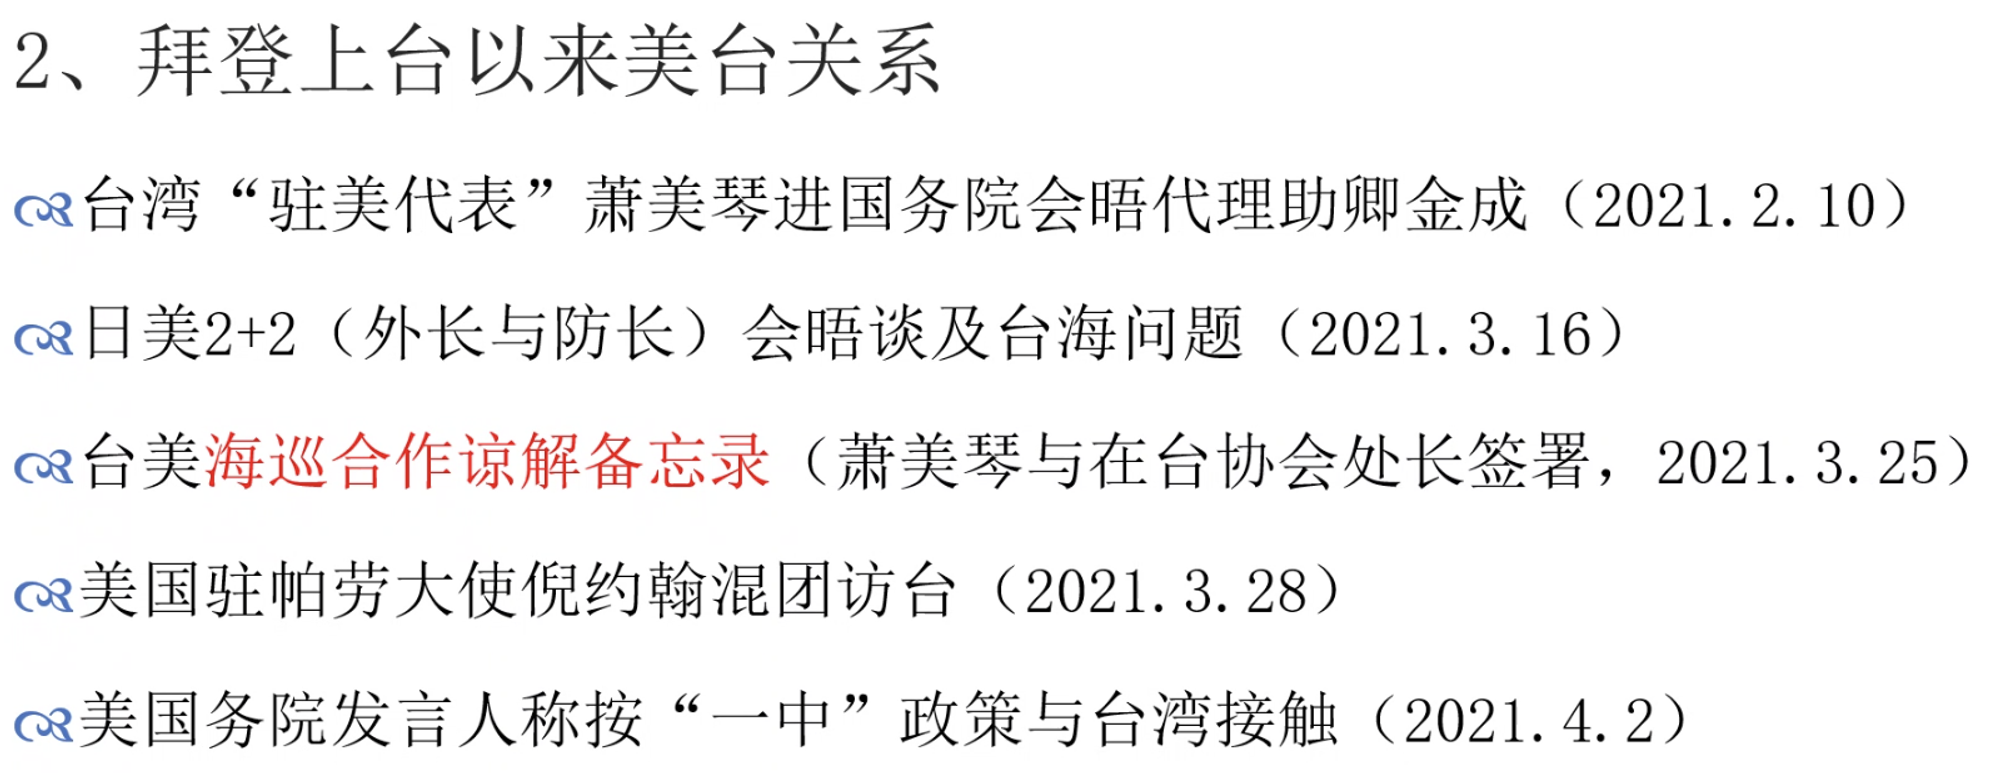 2、拜登上台以来美台关系
台湾“驻美代表”萧美琴进国务院会晤代理助卿金成（2021.2.10）
日美2+2（外长与防长）会晤谈及台海问题（2021.3.16）
台美海巡合作谅解备忘录（萧美琴与在台协会处长签署，2021.3.25）
美国驻帕劳大使倪约翰混团访台（2021.3.28）
美国务院发言人称按“一中”政策与台湾接触（2021.4.2）